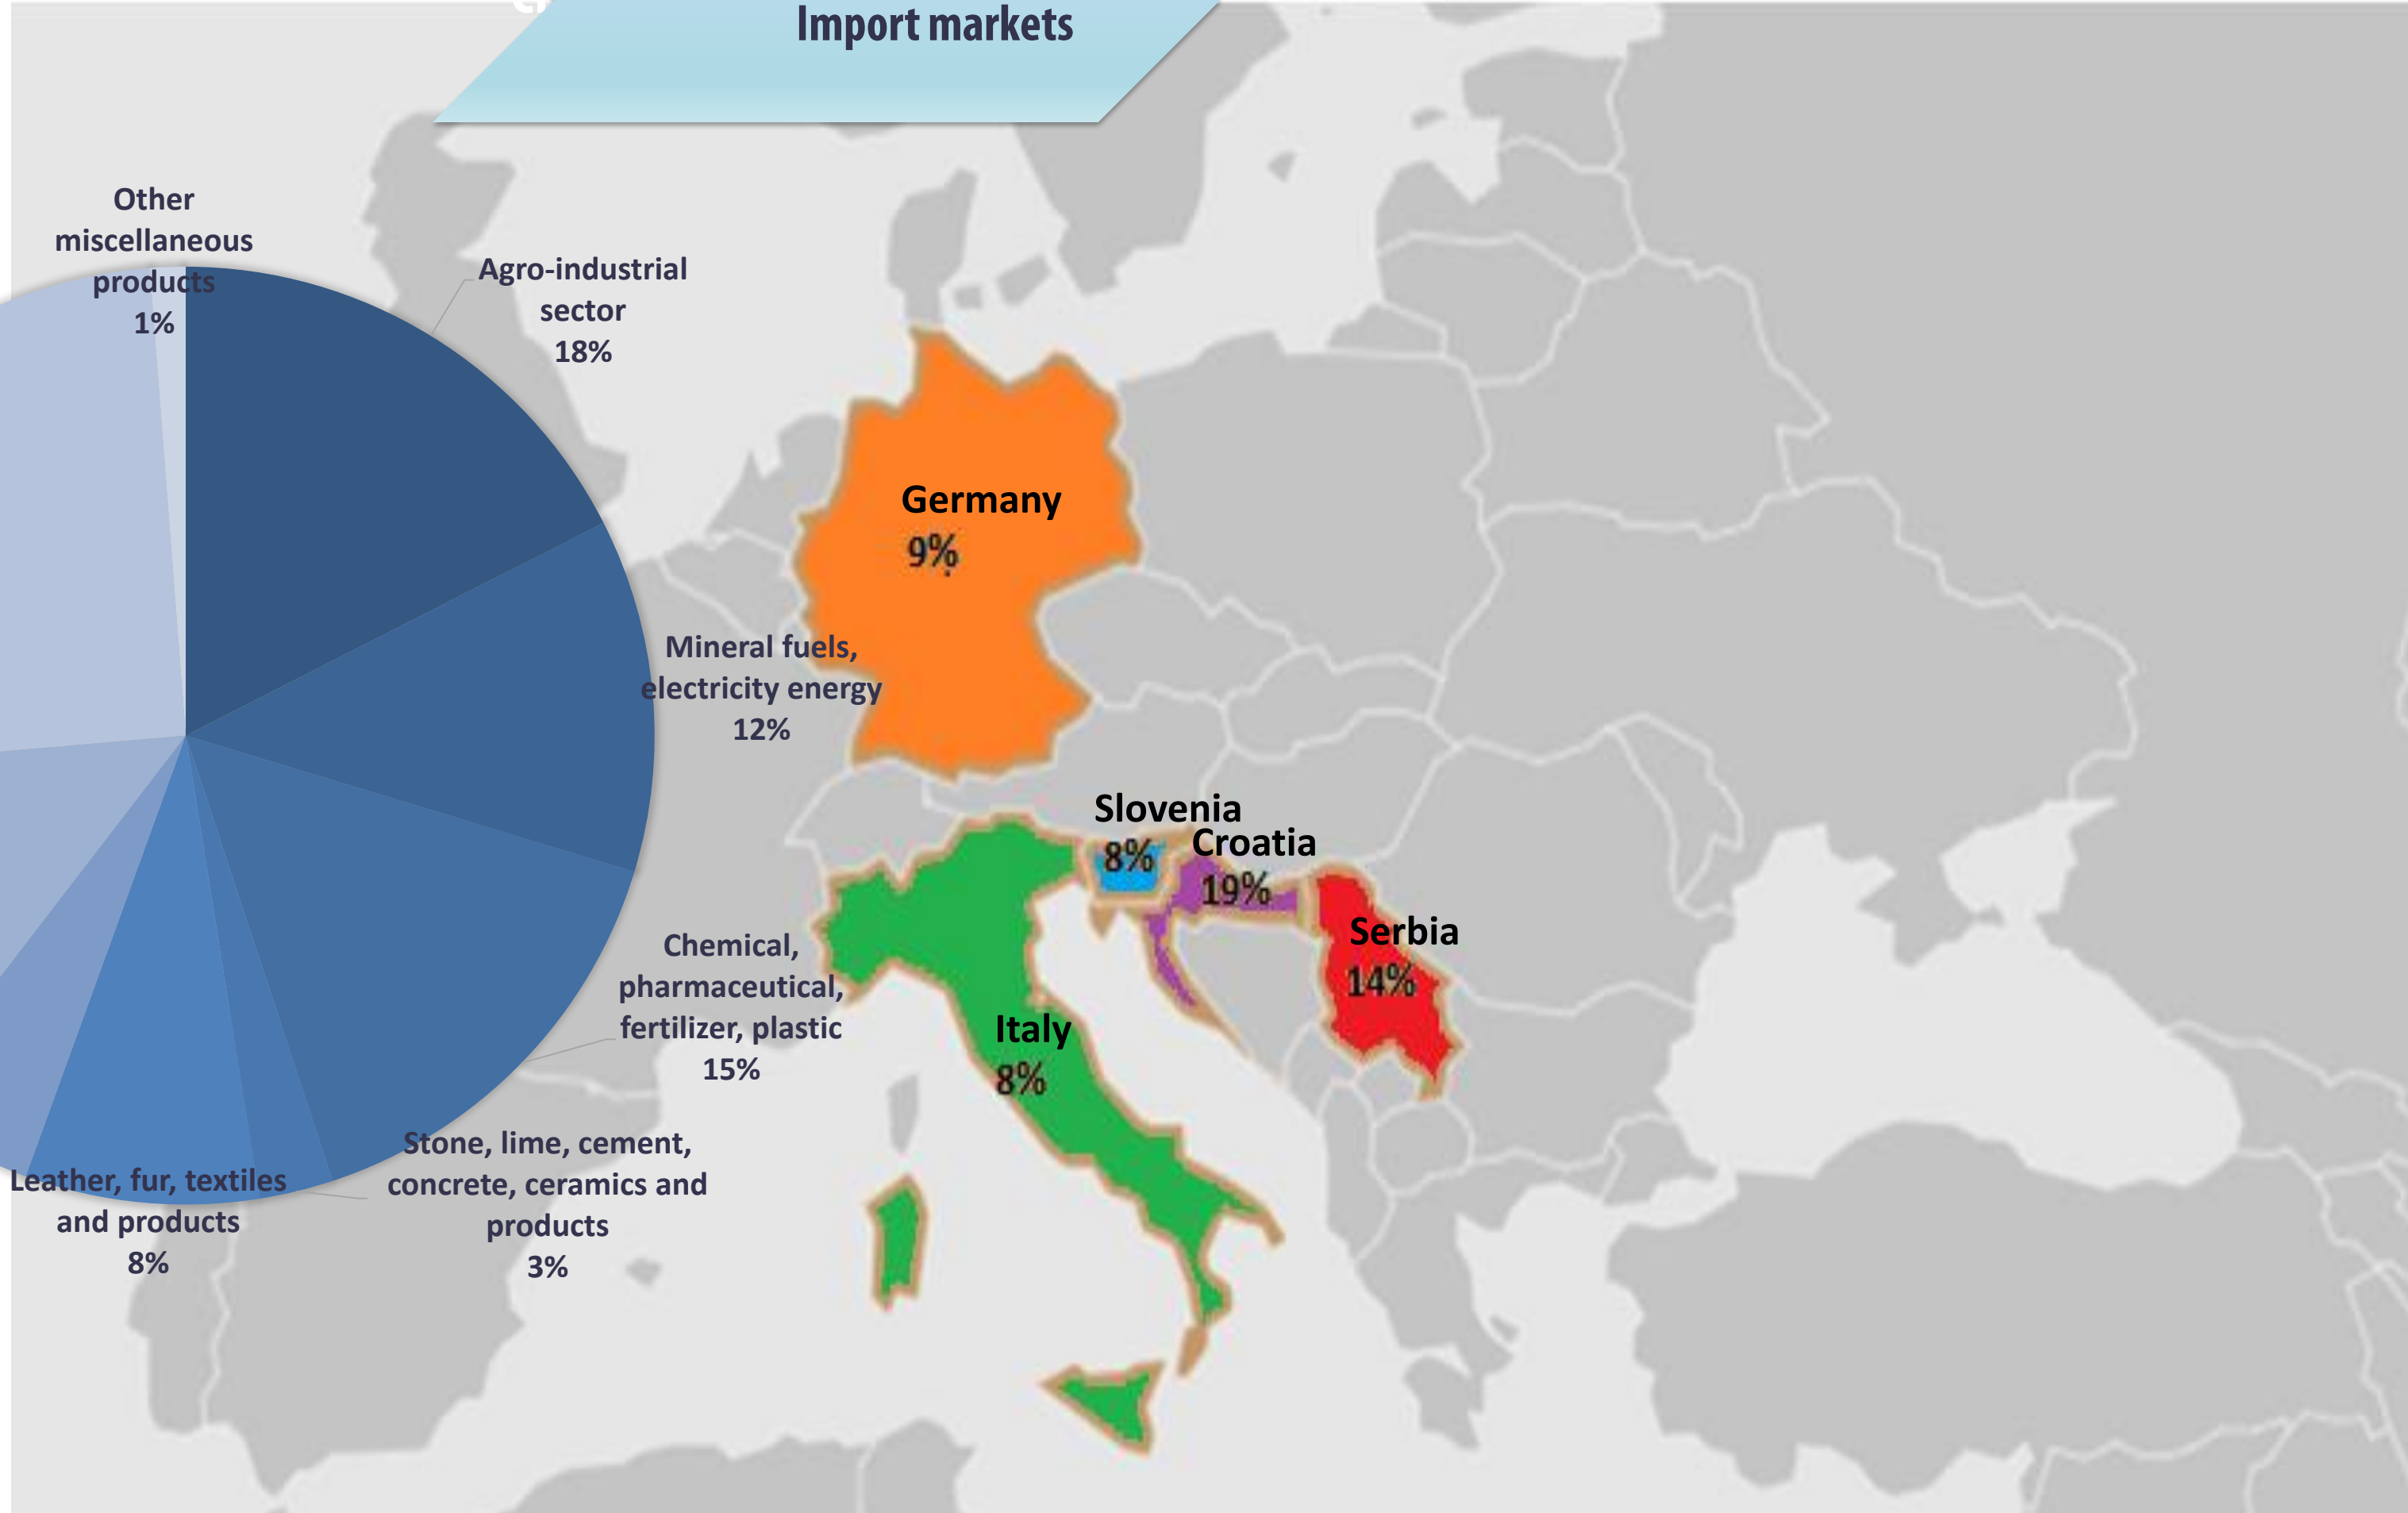 Import markets
Other
miscellaneous
products
1%
Agro-industrial
sector
18%
Mineral fuels,
electricity energy
12%
Chemical,
pharmaceutical,
fertilizer, plastic
15%
Stone, lime, cement,
concrete, ceramics and
products
3%
Leather, fur, textiles
and products
8%
Germany
9%
Slovenia
8%
Croatia
19%
Serbia
14%
Italy
8%